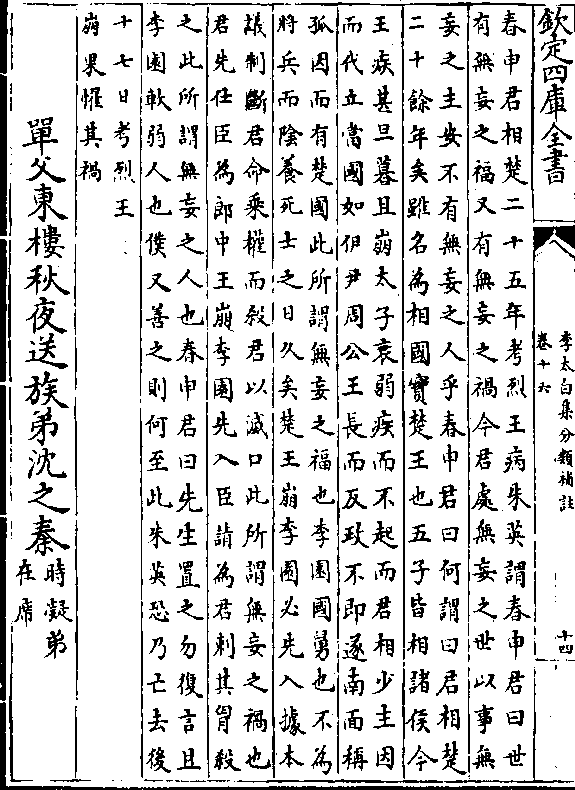 欽定四庫全書
李太白集分類補註
卷十六
十四
春申君相楚二十五年考烈王病朱英謂春申君曰世
有無妄之福又有無妄之禍今君處無妄之世以事無
妄之主安不有無妄之人乎春申君曰何謂曰君相楚
二十餘年矣雖名為相國實楚王也五子皆相諸侯今
王疾甚旦暮且崩太子衰弱疾而不起而君相少主因
而代立當國如伊尹周公王長而反政不即遂南面稱
孤因而有楚國此所謂無妄之福也李園國舅也不為
將兵而陰養死士之日久矣楚王崩李園必先入據本
議制斷君命乘權而殺君以滅口此所謂無妄之禍也
君先仕臣為郎中王崩李園先入臣請為君刺其胷殺
之此所謂無妄之人也春申君曰先生置之勿復言且
李園軟弱人也僕又善之則何至此朱英恐乃亡去後
十七日考烈王
崩果懼其禍
單父東樓秋夜送族弟沈之秦
時凝弟
在席